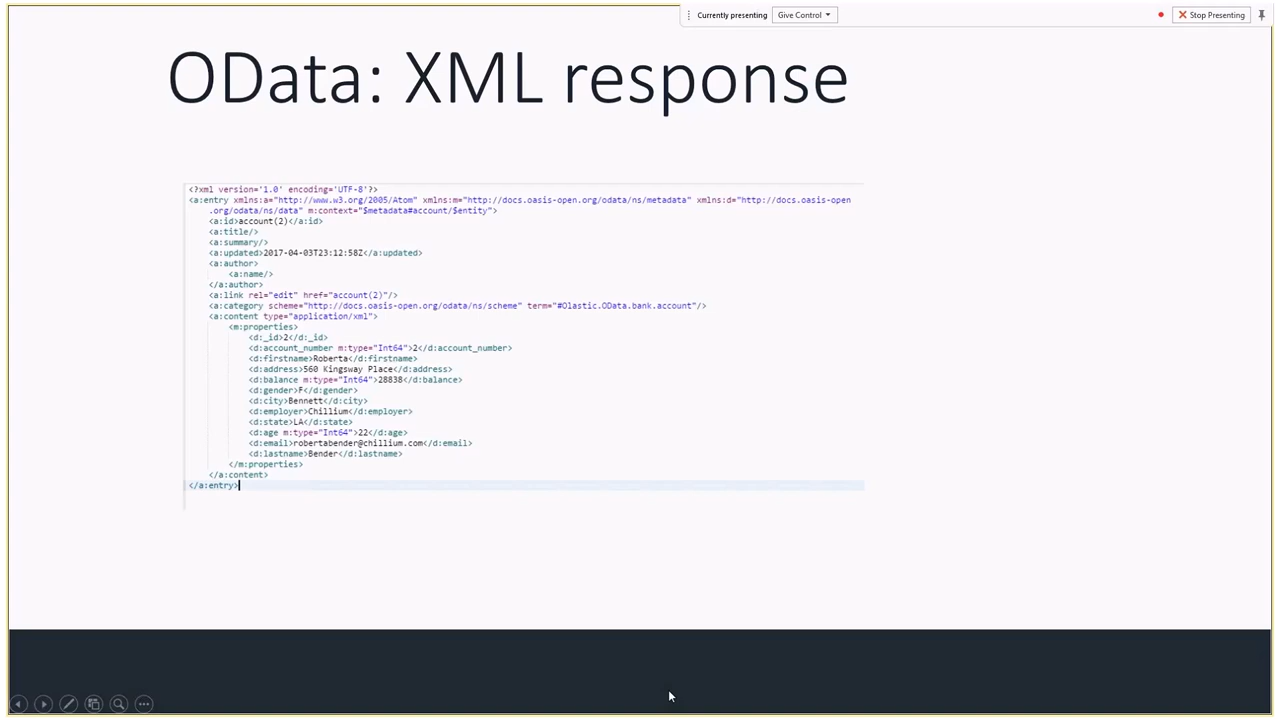 Currently presenting
Give Control
Stop Presenting
OData: XML response
<?xml version='1.0' encoding='UTF-8'?>
<a:entry xmlns:a="http://www.w3.org/2005/Atom" xmlns:m="http://docs.oasis-open.org/odata/ns/metadata" xmlns:d="http://docs.oasis-open
.org/odata/ns/data" m:context="$metadata#account/$entity">
<a:id>account(2)</a:id>
<a:title/>
<a:summary/>
<a:updated>2017-04-03T23:12:58Z</a:updated>
<a:author>
<a:name/>
</a:author>
<a:link rel="edit" href="account(2)"/>
<a:category scheme="http://docs.oasis-open.org/odata/ns/scheme" term="#Olastic.OData.bank.account"/>
<a:content type="application/xml">
<m:properties>
<d:_id>2</d:_id>
<d:account_number m:type="Int64">2</d:account_number>
<d:firstname>Roberta</d:firstname>
<d:address>560 Kingsway Place</d:address>
<d:balance m:type="Int64">28838</d:balance>
<d:gender>F</d:gender>
<d:city>Bennett</d:city>
<d:employer>Chillium</d:employer>
<d:state>LA</d:state>
<d:age m:type="Int64">22</d:age>
<d:email>robertabender@chillium.com</d:email>
<d:lastname>Bender</d:lastname>
</m:properties>
</a:content>
</a:entry>